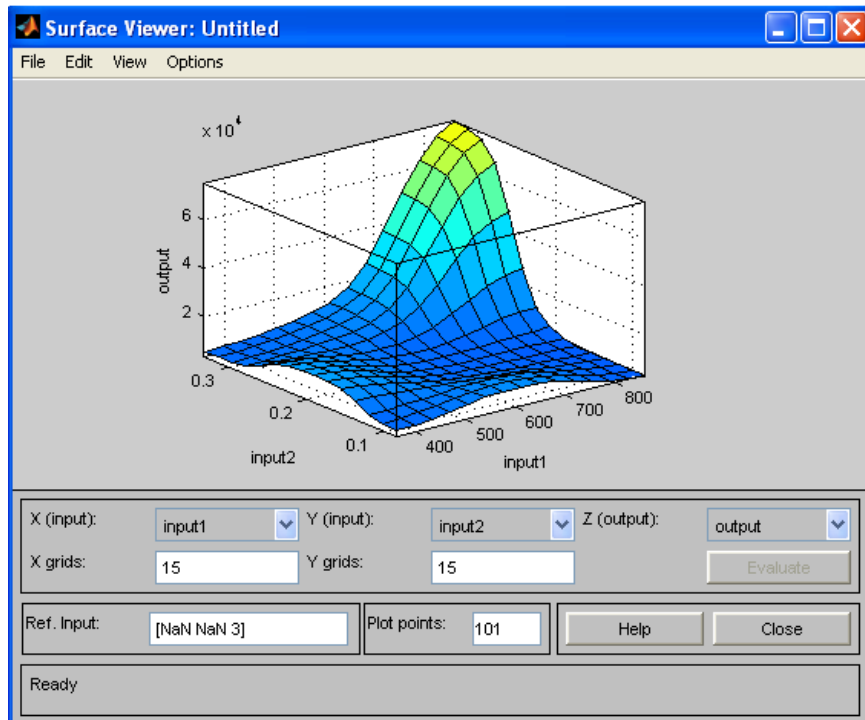 Surface Viewer: Untitled
File Edit View Options
x 10^4
6
4
2
output
0.3
0.2
0.1
input2
400
500
600
700
800
input1
X (input): input1 Y (input): input2 Z (output): output
X grids: 15 Y grids: 15 Evaluate
Ref. Input: [NaN NaN 3] Plot points: 101 Help Close
Ready